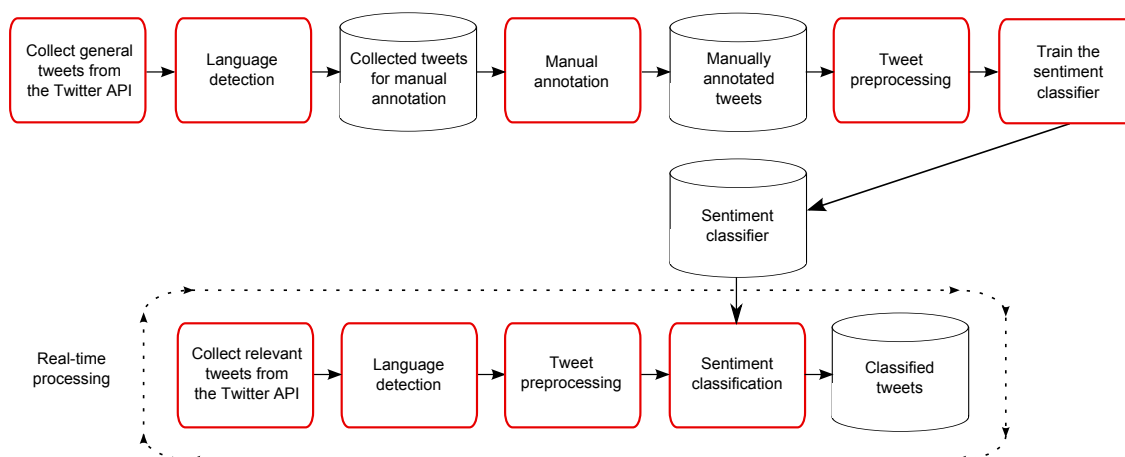 Collect general
tweets from
the Twitter API
Language
detection
Collected tweets
for manual
annotation
Manual
annotation
Manually
annotated
tweets
Tweet
preprocessing
Train the
sentiment
classifier
Sentiment
classifier
Real-time
processing
Collect relevant
tweets from
the Twitter API
Language
detection
Tweet
preprocessing
Sentiment
classification
Classified
tweets